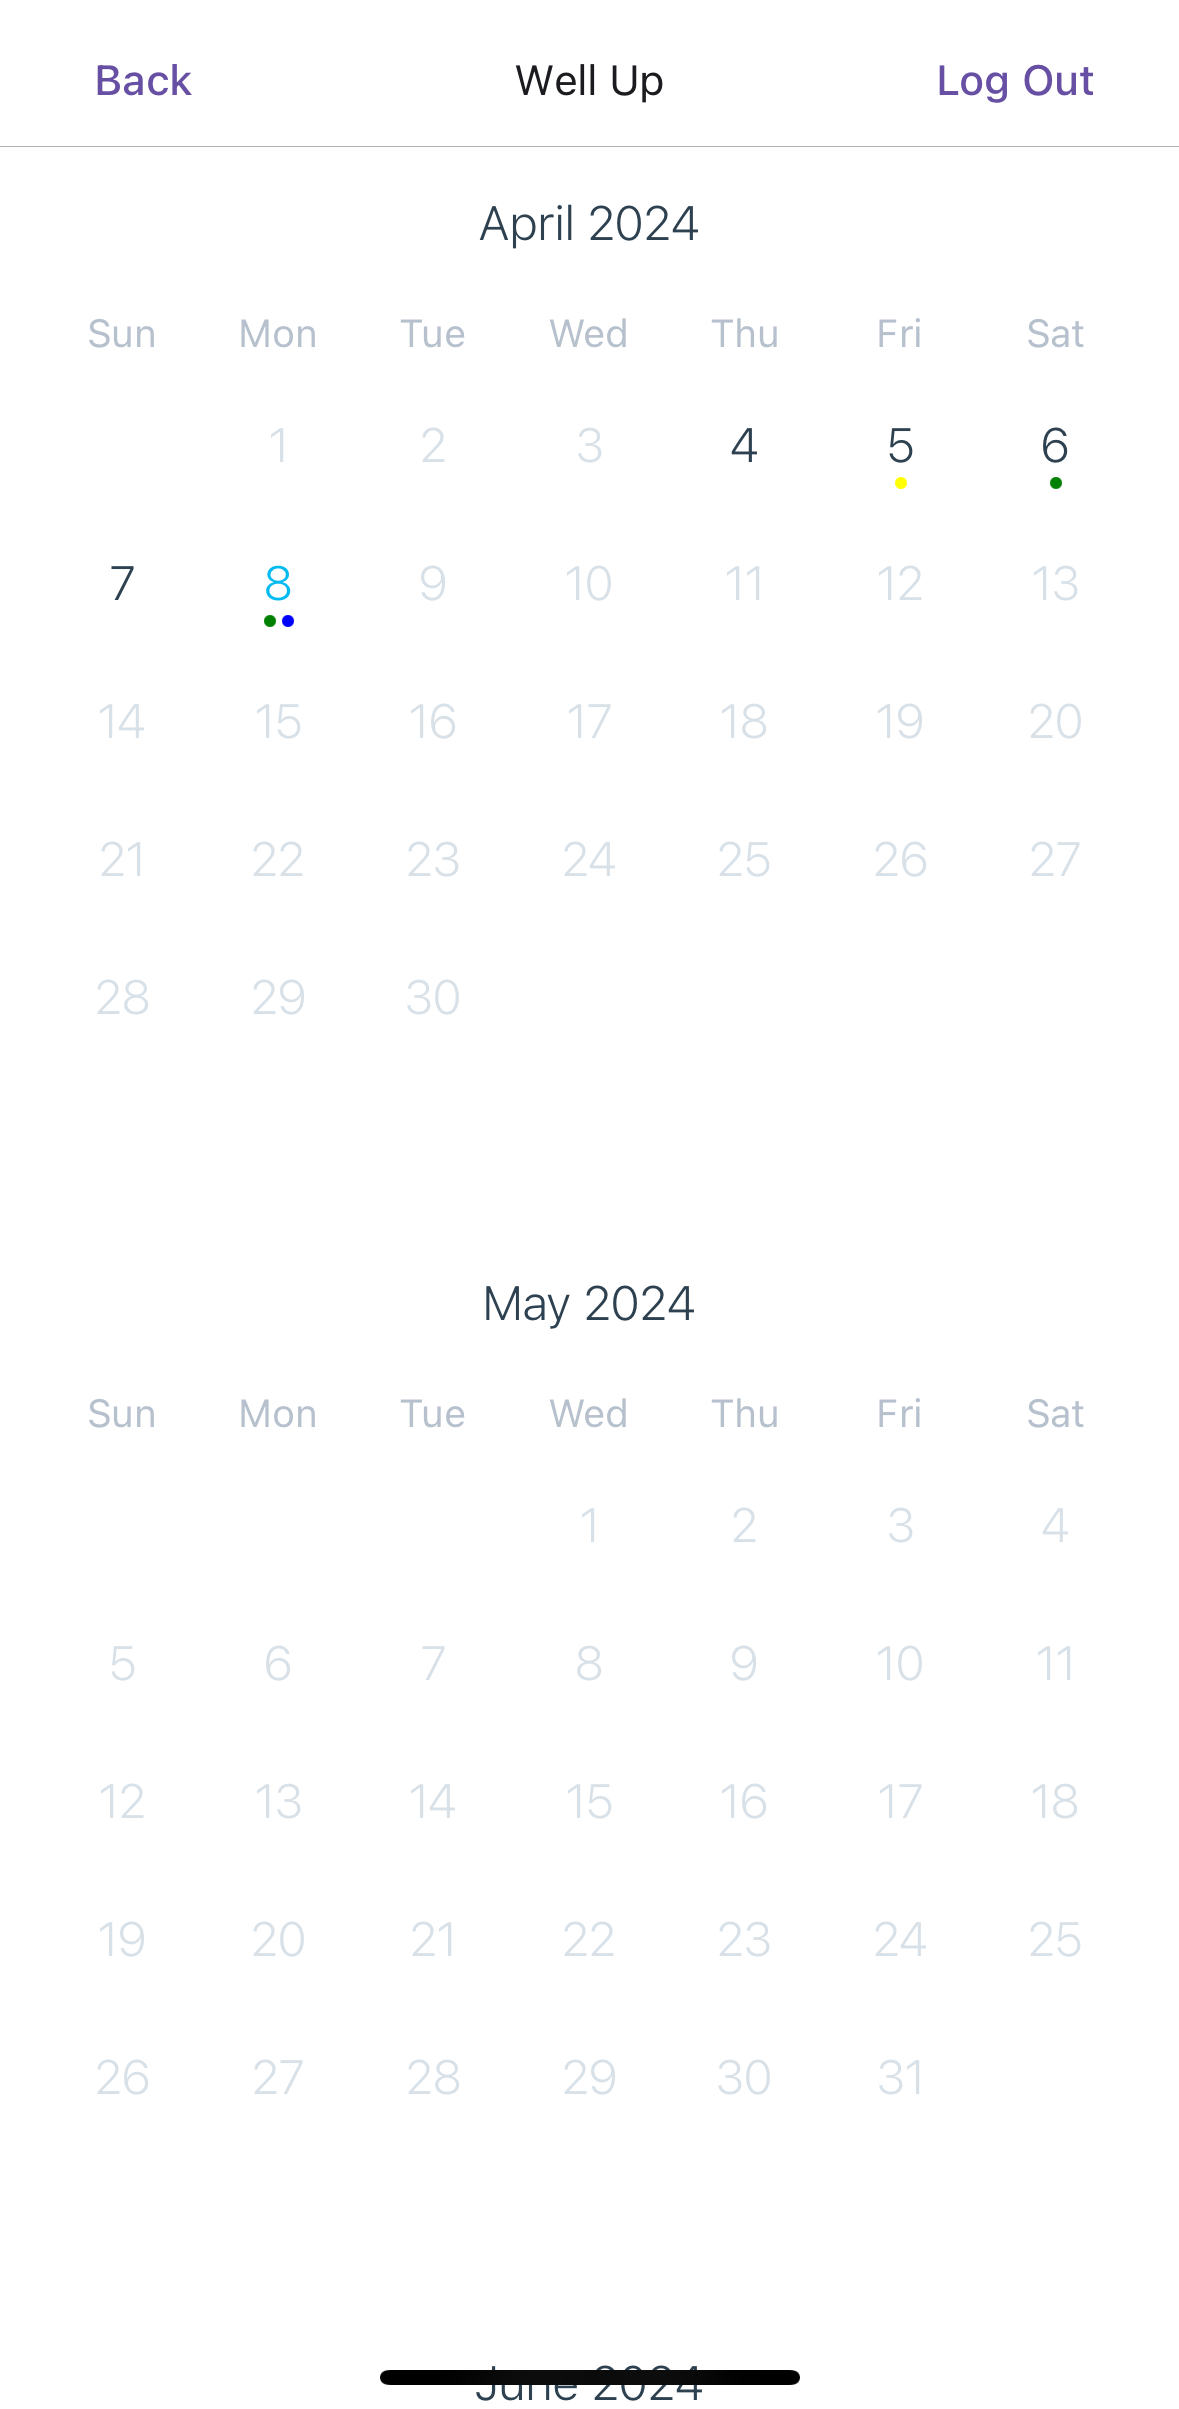 Back Well Up Log Out
April 2024
Sun Mon Tue Wed Thu Fri Sat
1 2 3 4 5 6
7 8 9 10 11 12 13
14 15 16 17 18 19 20
21 22 23 24 25 26 27
28 29 30
May 2024
Sun Mon Tue Wed Thu Fri Sat
1 2 3 4
5 6 7 8 9 10 11
12 13 14 15 16 17 18
19 20 21 22 23 24 25
26 27 28 29 30 31
June 2024